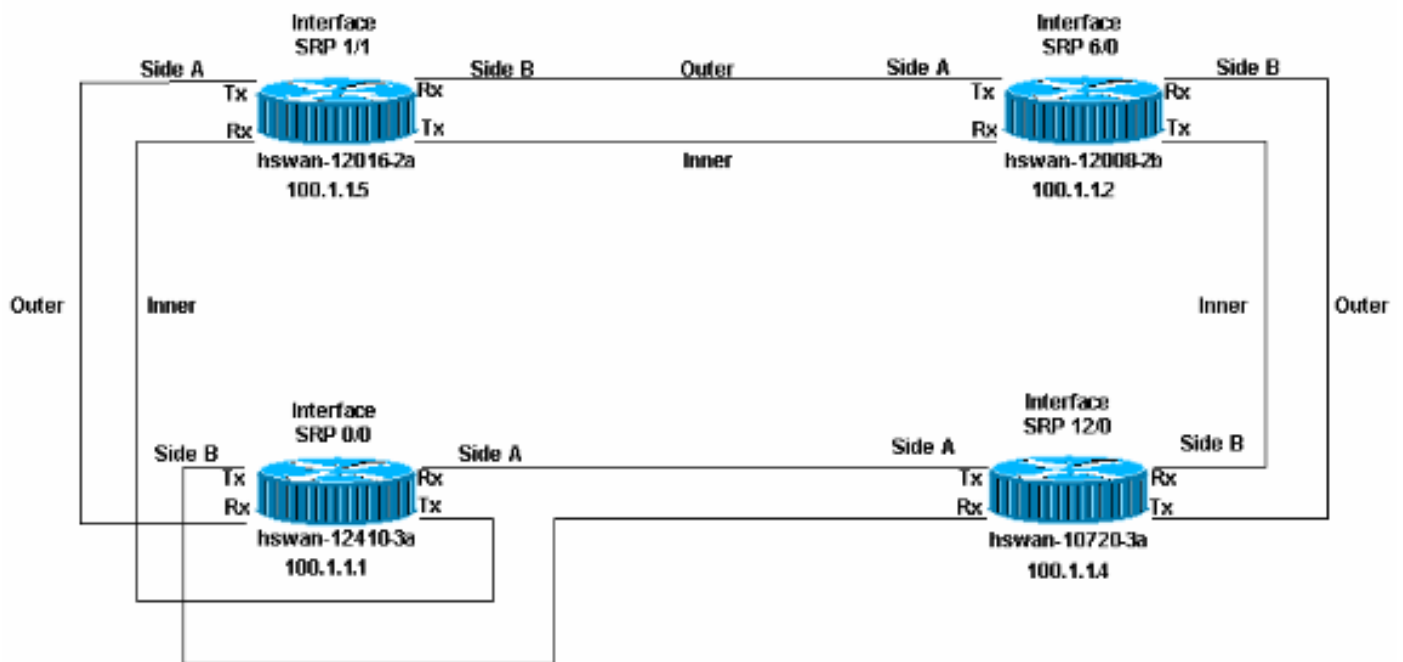 Interface
SRP 1/1
Interface
SRP 6/0
Side A
Side B
Outer
Side A
Side B
Tx
Rx
Tx
Rx
Rx
Tx
Rx
Tx
hswan-12016-2a
Inner
hswan-12008-2b
100.1.1.5
100.1.1.2
Outer
Inner
Inner
Outer
Interface
SRP 0/0
Interface
SRP 12/0
Side B
Side A
Side A
Side B
Tx
Rx
Tx
Rx
Rx
Tx
Rx
Tx
hswan-12410-3a
hswan-10720-3a
100.1.1.1
100.1.1.4